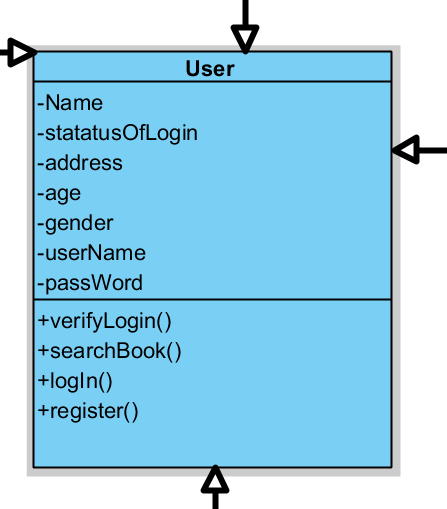 User
-Name
-statatusOfLogin
-address
-age
-gender
-userName
-passWord
+verifyLogin()
+searchBook()
+logIn()
+register()